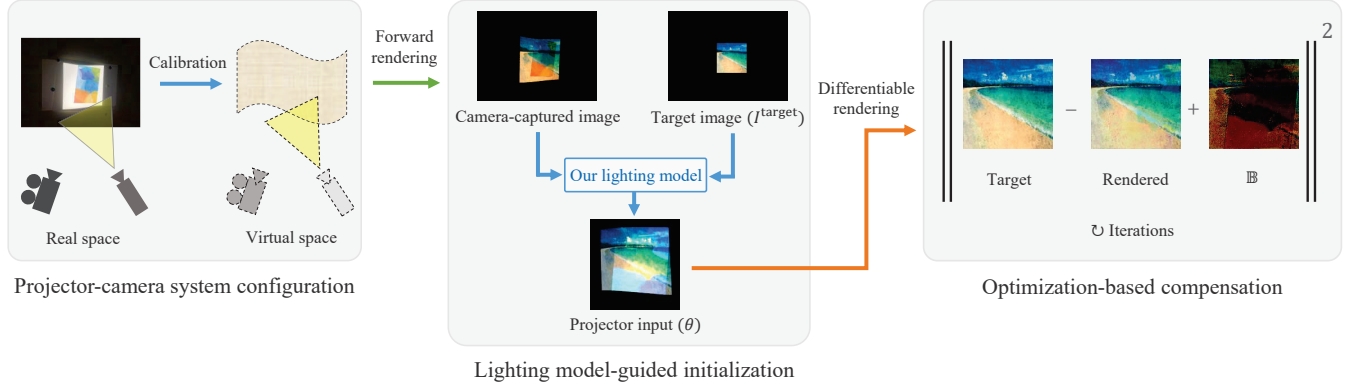 Calibration
Real space
Virtual space
Projector-camera system configuration
Forward
rendering
Camera-captured image
Target image (I^target)
Our lighting model
Projector input (θ)
Lighting model-guided initialization
Differentiable
rendering
2
−
+
Target
Rendered
𝔹
↻ Iterations
Optimization-based compensation